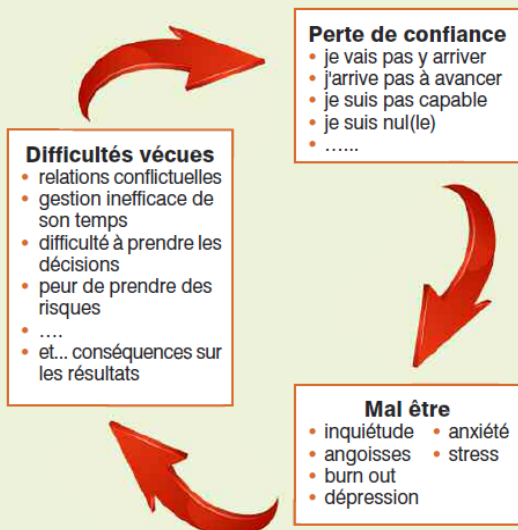 Perte de confiance
• je vais pas y arriver
• j'arrive pas à avancer
• je suis pas capable
• je suis nul(le)
• ......
Difficultés vécues
• relations conflictuelles
• gestion inefficace de
son temps
• difficulté à prendre les
décisions
• peur de prendre des
risques
• ....
• et... conséquences sur
les résultats
Mal être
• inquiétude • anxiété
• angoisses • stress
• burn out
• dépression